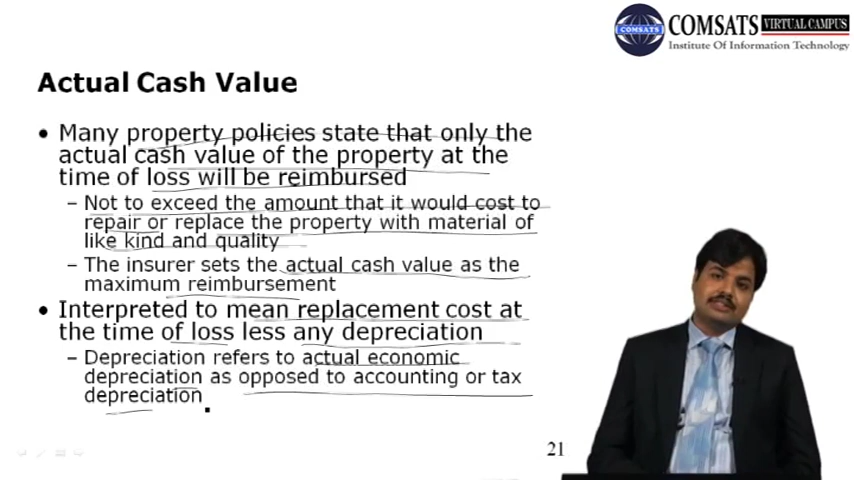 COMSATS VIRTUAL CAMPUS
COMSATS
Institute Of Information Technology
Actual Cash Value
• Many property policies state that only the
actual cash value of the property at the
time of loss will be reimbursed
– Not to exceed the amount that it would cost to
repair or replace the property with material of
like kind and quality
– The insurer sets the actual cash value as the
maximum reimbursement
• Interpreted to mean replacement cost at
the time of loss less any depreciation
– Depreciation refers to actual economic
depreciation as opposed to accounting or tax
depreciation
21